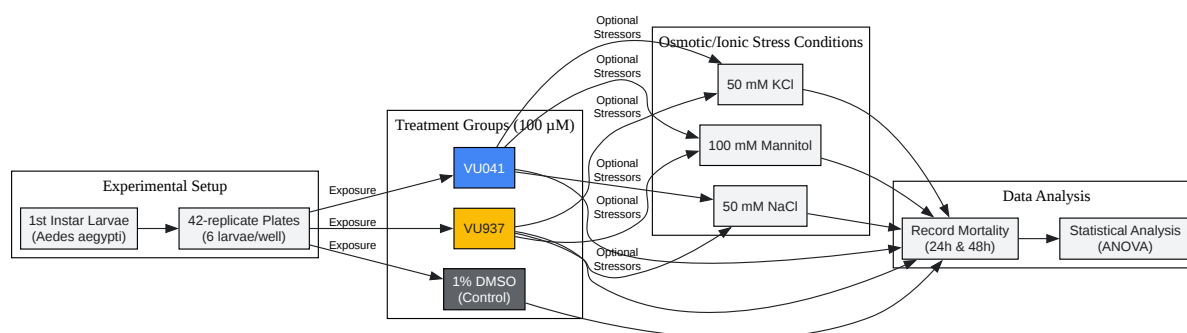 Experimental Setup
1st Instar Larvae
(Aedes aegypti)
42-replicate Plates
(6 larvae/well)
Exposure
Exposure
Exposure
Treatment Groups (100 µM)
VU041
VU937
1% DMSO
(Control)
Optional
Stressors
Optional
Stressors
Optional
Stressors
Optional
Stressors
Optional
Stressors
Optional
Stressors
Osmotic/Ionic Stress Conditions
50 mM KCl
100 mM Mannitol
50 mM NaCl
Data Analysis
Record Mortality
(24h & 48h)
Statistical Analysis
(ANOVA)